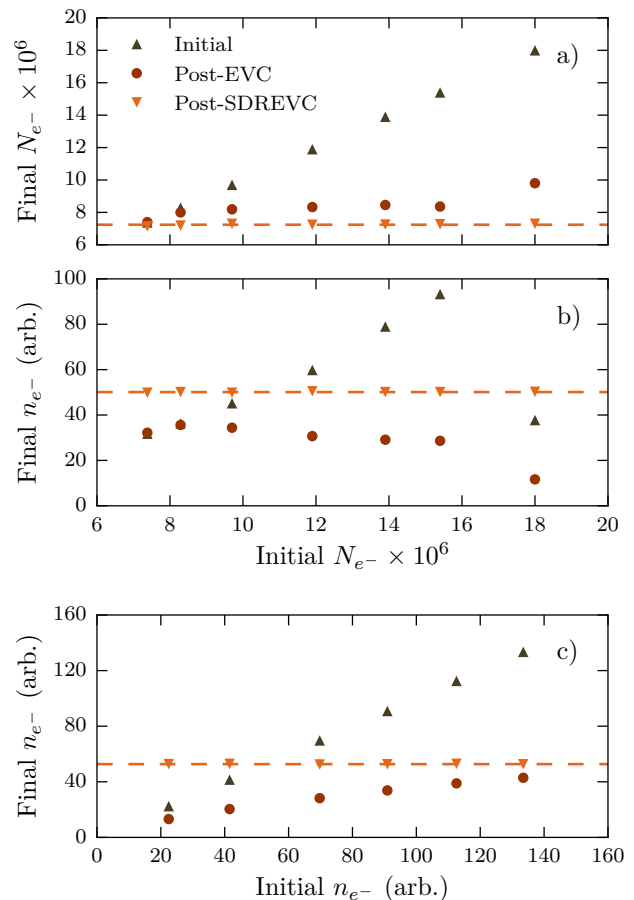 20
18
16
14
12
10
8
6
Final N_{e^-} × 10^6
Initial
Post-EVC
Post-SDREVC
a)
100
80
60
40
20
0
Final n_{e^-} (arb.)
b)
6 8 10 12 14 16 18 20
Initial N_{e^-} × 10^6
160
120
80
40
0
Final n_{e^-} (arb.)
c)
0 20 40 60 80 100 120 140 160
Initial n_{e^-} (arb.)